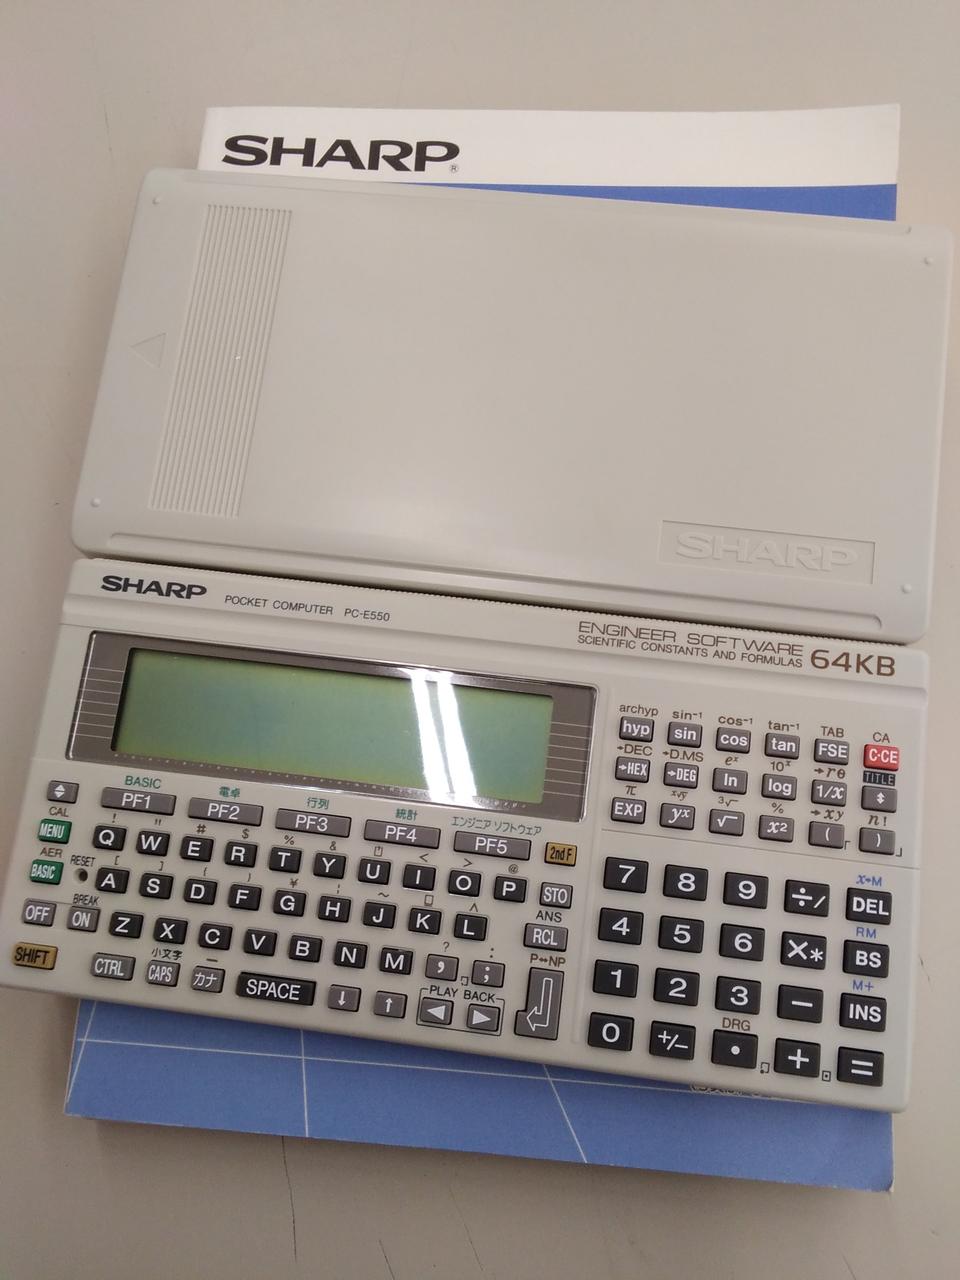 SHARP®
SHARP
SHARP POCKET COMPUTER PC-E550
ENGINEER SOFTWARE
SCIENTIFIC CONSTANTS AND FORMULAS 64KB
archyp sin⁻¹ cos⁻¹ tan⁻¹ TAB CA
hyp sin cos tan FSE C·CE
→DEC →D.MS eˣ 10ˣ →rθ TITLE
→HEX →DEG ln log 1/x
π ˣ√y ³√ % →xy n!
EXP yˣ √ x² ( )
BASIC 電卓 行列 統計 エンジニア ソフトウェア
PF1 PF2 PF3 PF4 PF5 2nd F
CAL ! " # $ % & < > @
MENU Q W E R T Y U I O P STO
AER RESET [ ] { } ¥ ¦ ~ ^ ANS
BASIC A S D F G H J K L RCL
BREAK ? : P↔NP
OFF ON Z X C V B N M , ;
小文字 — PLAY BACK
SHIFT CTRL CAPS カナ SPACE ↓ ↑ ◀ ▶
x→M
7 8 9 ÷/ DEL
RM
4 5 6 ×* BS
M+
1 2 3 − INS
DRG
0 +/− • + =